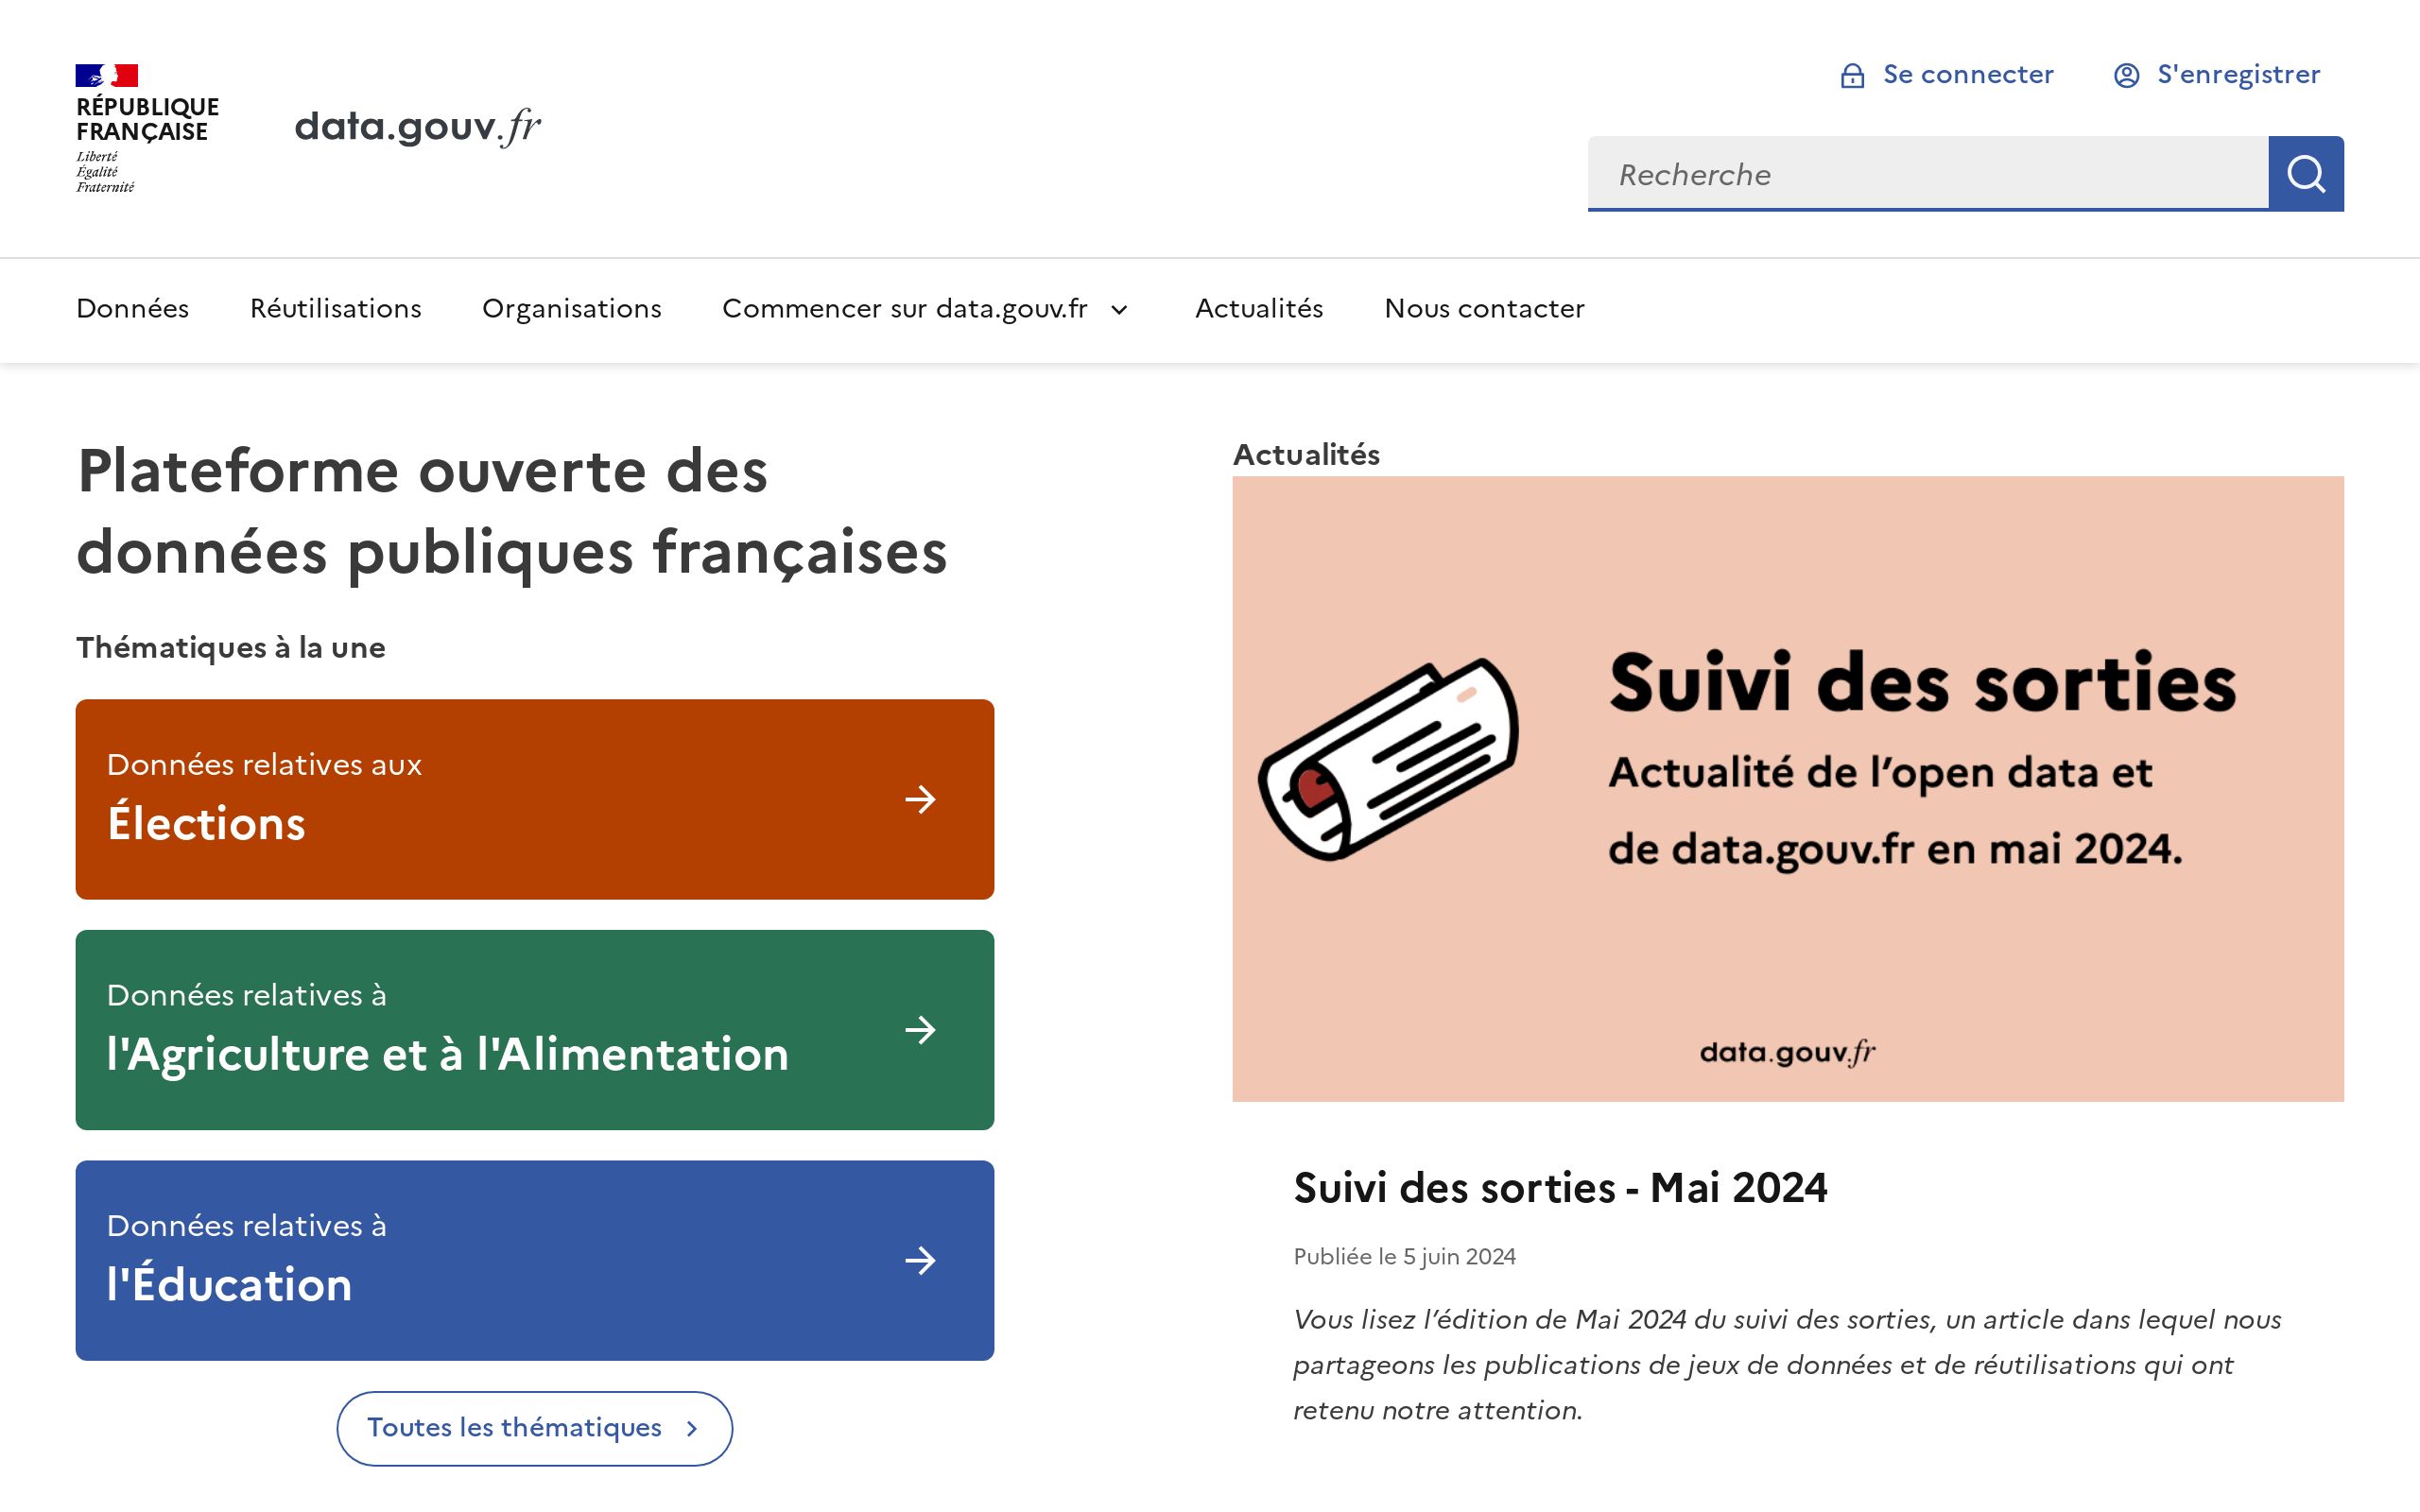 RÉPUBLIQUE
FRANÇAISE
Liberté
Égalité
Fraternité
data.gouv.fr
Se connecter
S'enregistrer
Recherche
Données
Réutilisations
Organisations
Commencer sur data.gouv.fr
Actualités
Nous contacter
Plateforme ouverte des
données publiques françaises
Thématiques à la une
Données relatives aux
Élections
Données relatives à
l'Agriculture et à l'Alimentation
Données relatives à
l'Éducation
Toutes les thématiques
Actualités
Suivi des sorties
Actualité de l’open data et
de data.gouv.fr en mai 2024.
data.gouv.fr
Suivi des sorties - Mai 2024
Publiée le 5 juin 2024
Vous lisez l’édition de Mai 2024 du suivi des sorties, un article dans lequel nous
partageons les publications de jeux de données et de réutilisations qui ont
retenu notre attention.